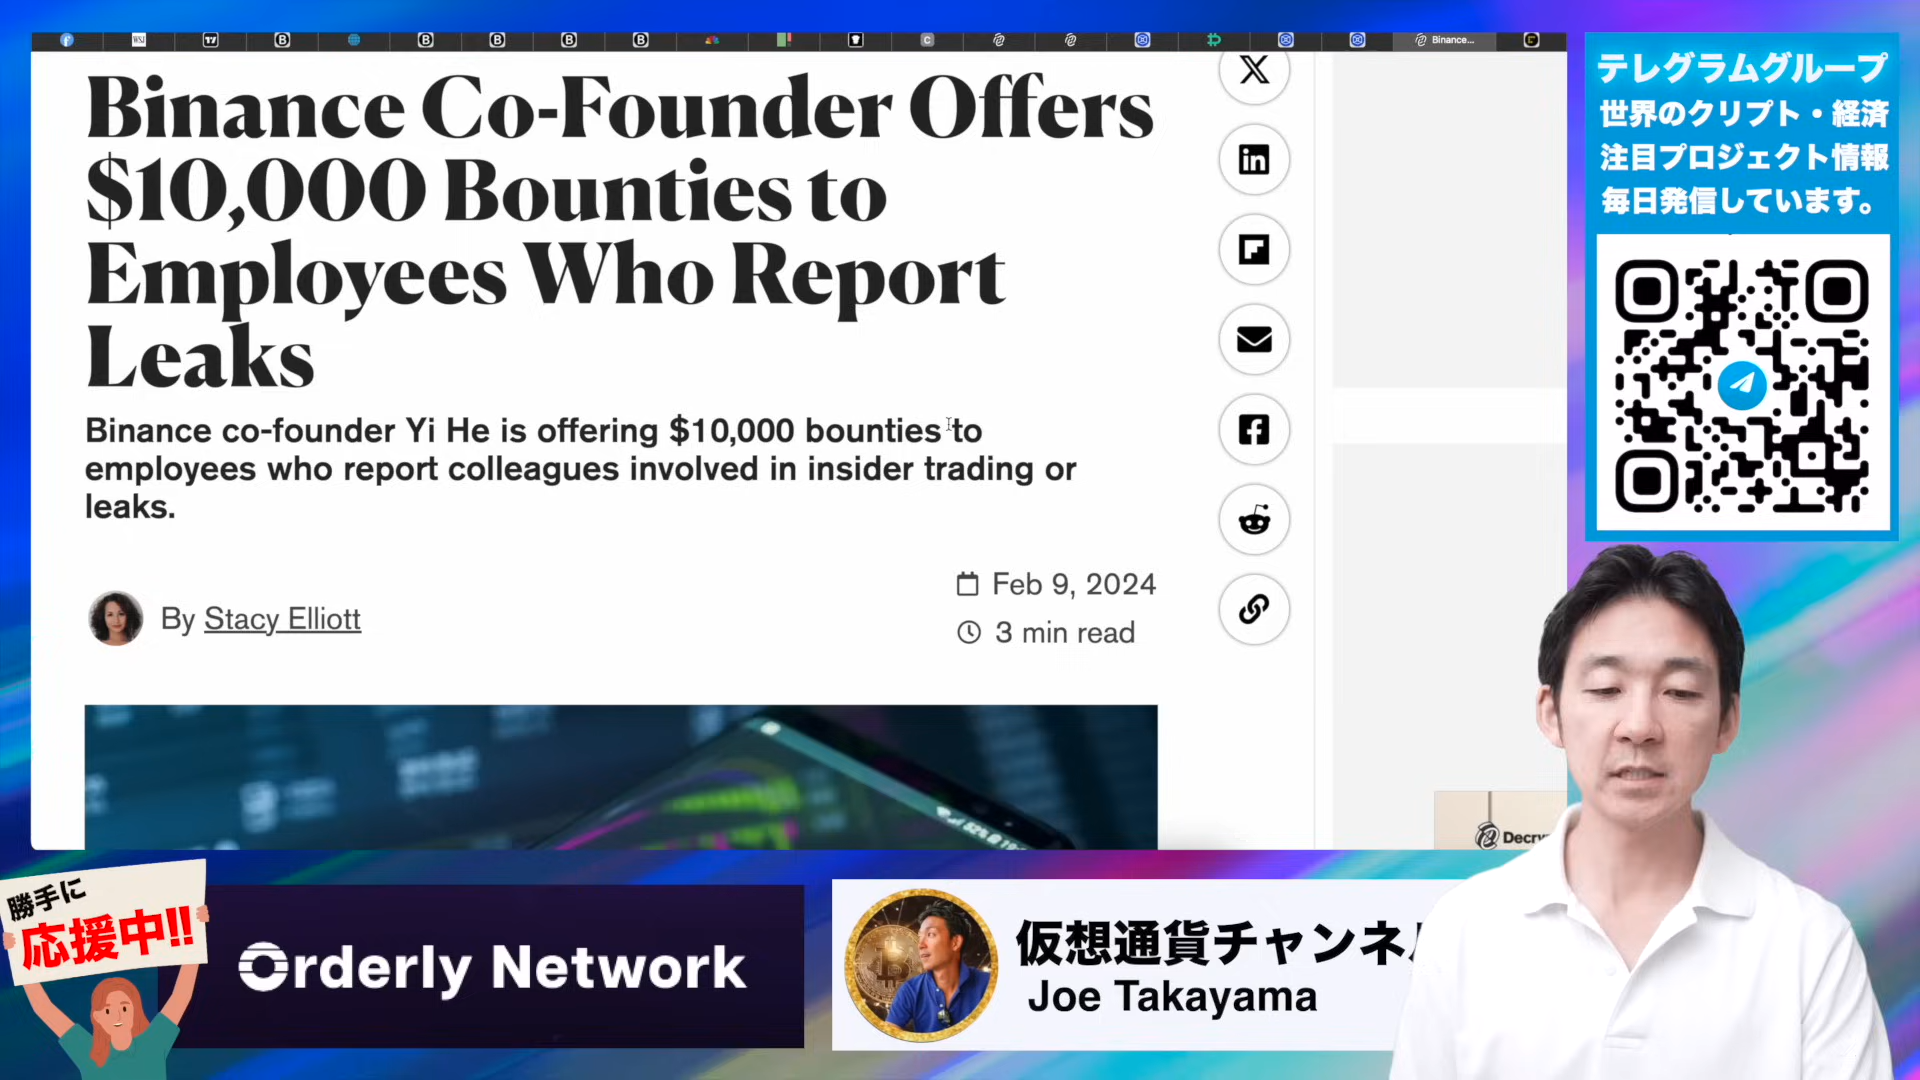 WSJ
Binance...
Binance Co-Founder Offers
$10,000 Bounties to
Employees Who Report
Leaks
Binance co-founder Yi He is offering $10,000 bounties to
employees who report colleagues involved in insider trading or
leaks.
By Stacy Elliott
Feb 9, 2024
3 min read
テレグラムグループ
世界のクリプト・経済
注目プロジェクト情報
毎日発信しています。
勝手に
応援中!!
Orderly Network
仮想通貨チャンネル
Joe Takayama